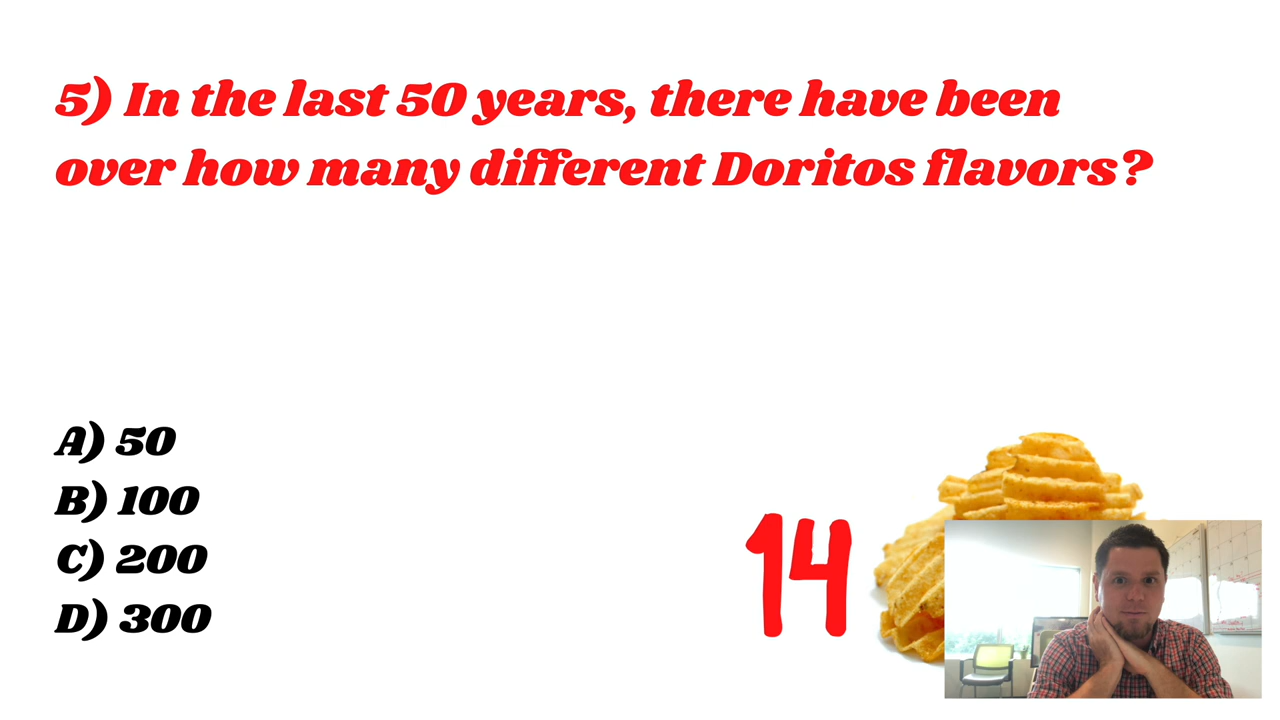 5) In the last 50 years, there have been
over how many different Doritos flavors?
A) 50
B) 100
C) 200
D) 300
14